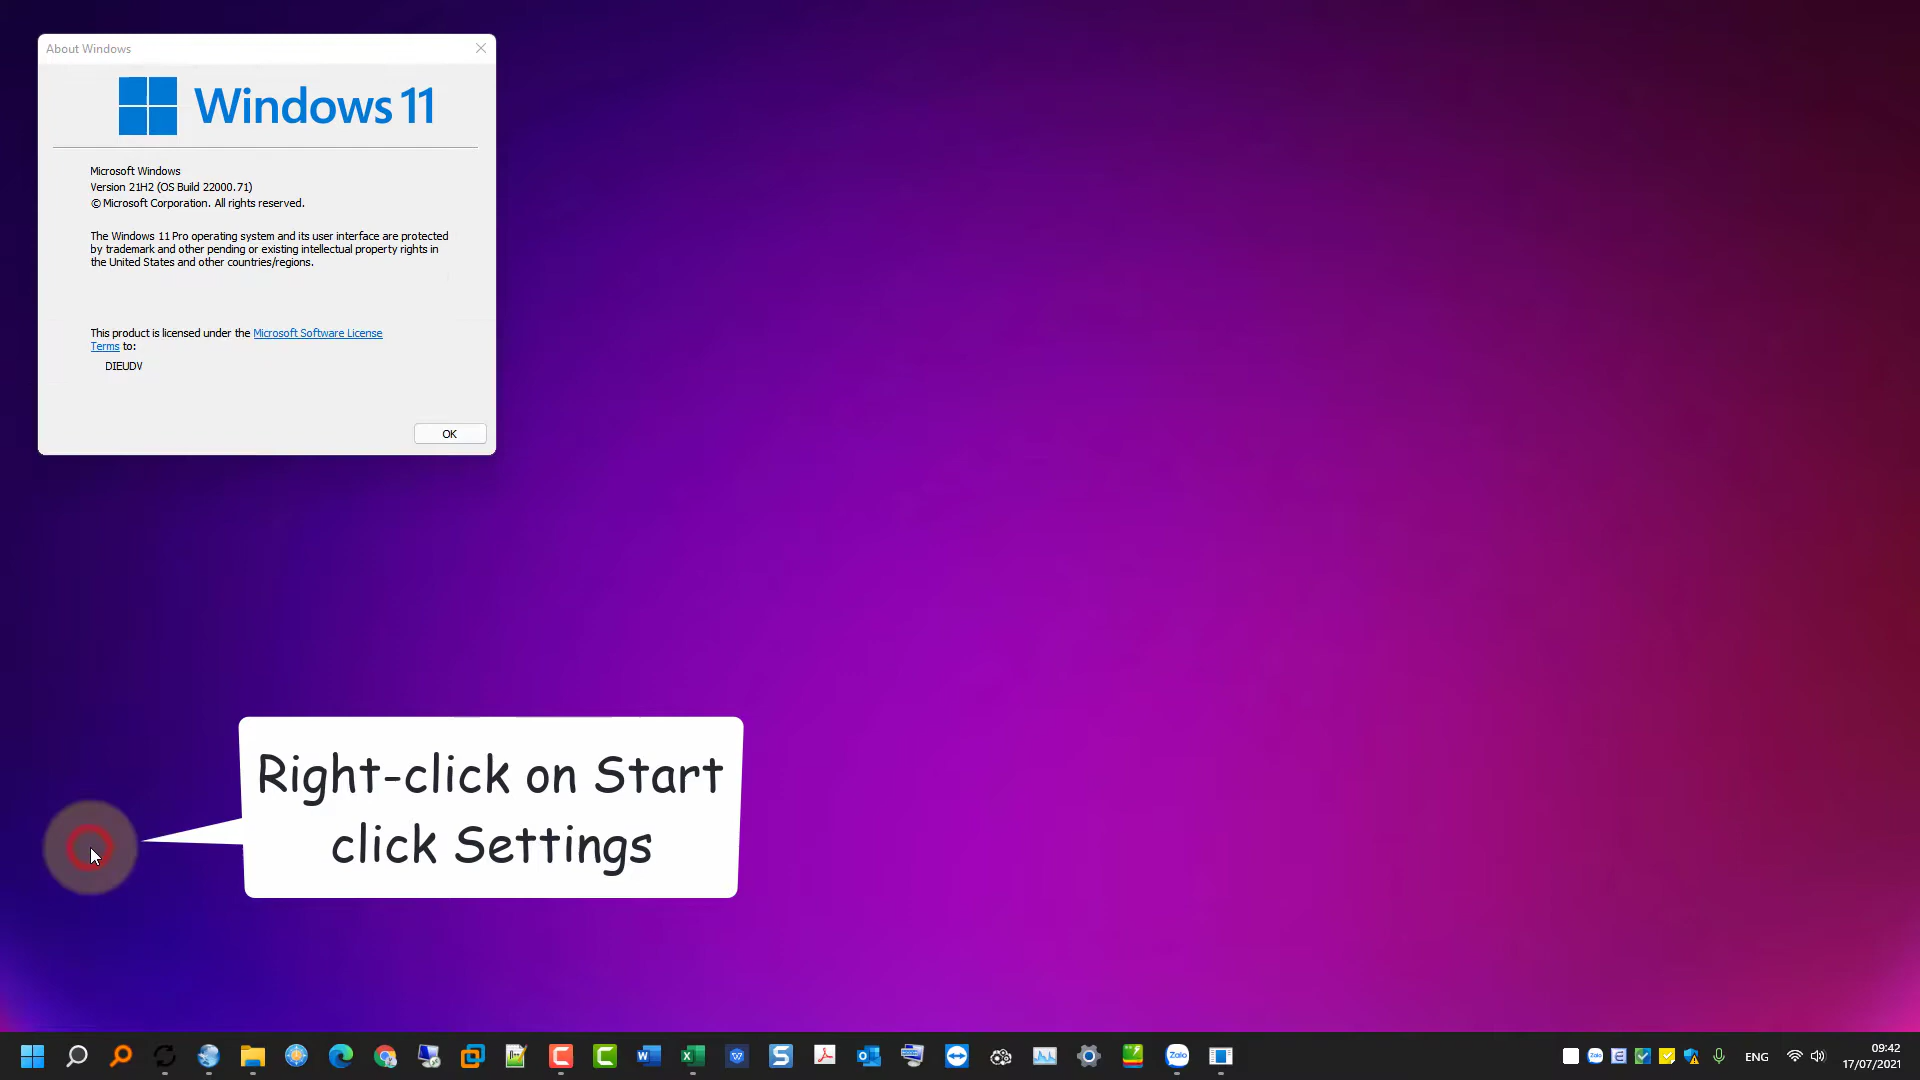 About Windows
Windows 11
Microsoft Windows
Version 21H2 (OS Build 22000.71)
© Microsoft Corporation. All rights reserved.
The Windows 11 Pro operating system and its user interface are protected
by trademark and other pending or existing intellectual property rights in
the United States and other countries/regions.
This product is licensed under the Microsoft Software License
Terms to:
DIEUDV
OK
Right-click on Start
click Settings
Zalo
Zalo
ENG
09:42
17/07/2021